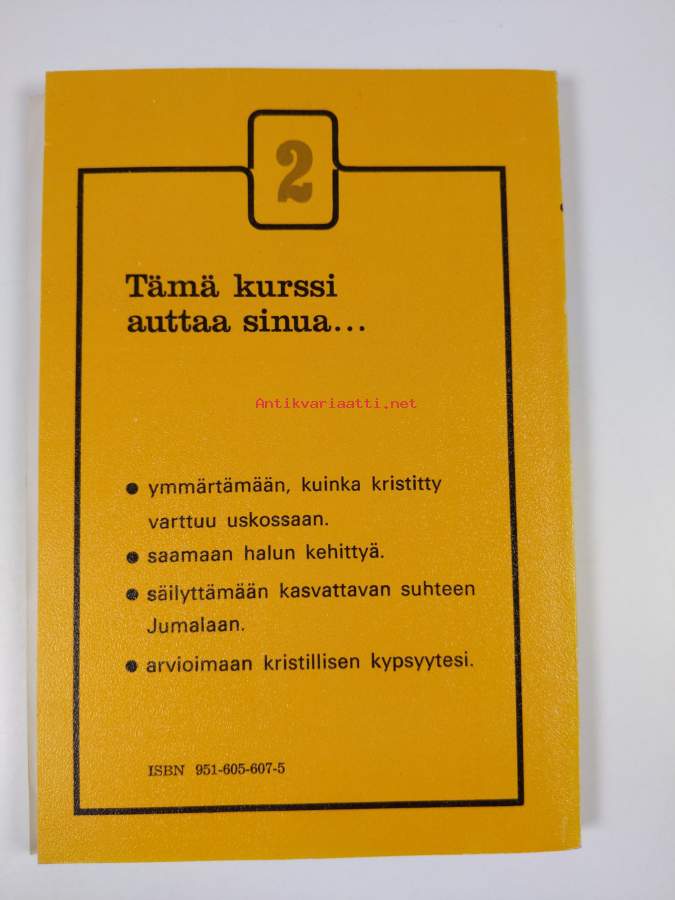 2
Tämä kurssi
auttaa sinua...
Antikvariaatti.net
• ymmärtämään, kuinka kristitty
varttuu uskossaan.
• saamaan halun kehittyä.
• säilyttämään kasvattavan suhteen
Jumalaan.
• arvioimaan kristillisen kypsyytesi.
ISBN 951-605-607-5